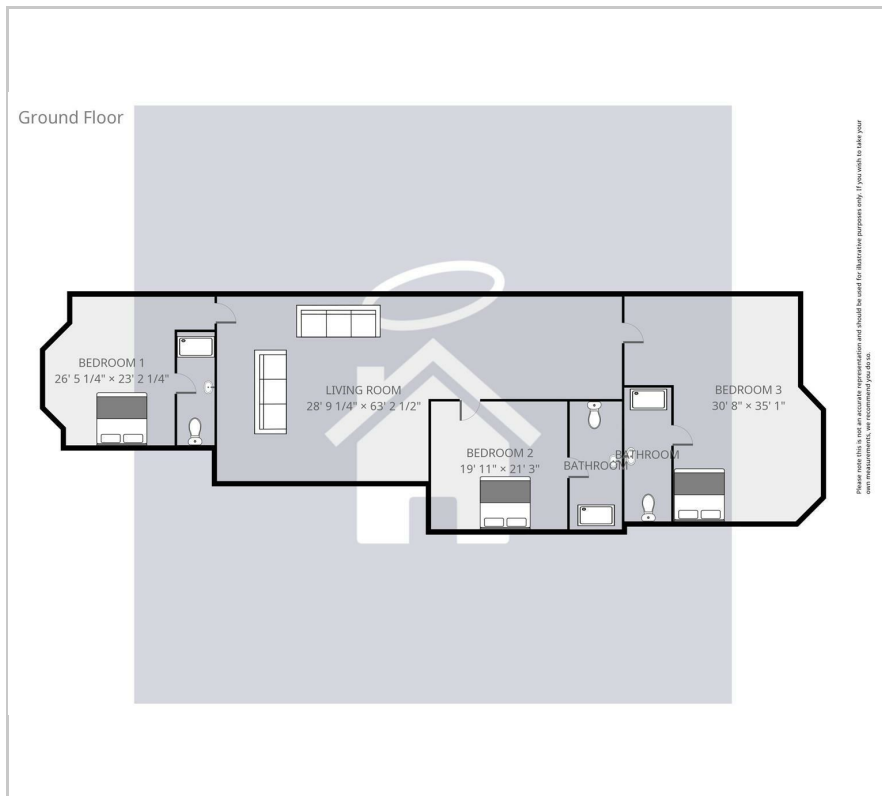 Ground Floor
BEDROOM 1
26' 5 1/4" × 23' 2 1/4"
LIVING ROOM
28' 9 1/4" × 63' 2 1/2"
BEDROOM 2
19' 11" × 21' 3"
BATHROOM
BATHROOM
BEDROOM 3
30' 8" × 35' 1"
Please note this is not an accurate representation and should be used for illustrative purposes only. If you wish to take your
own measurements, we recommend you do so.